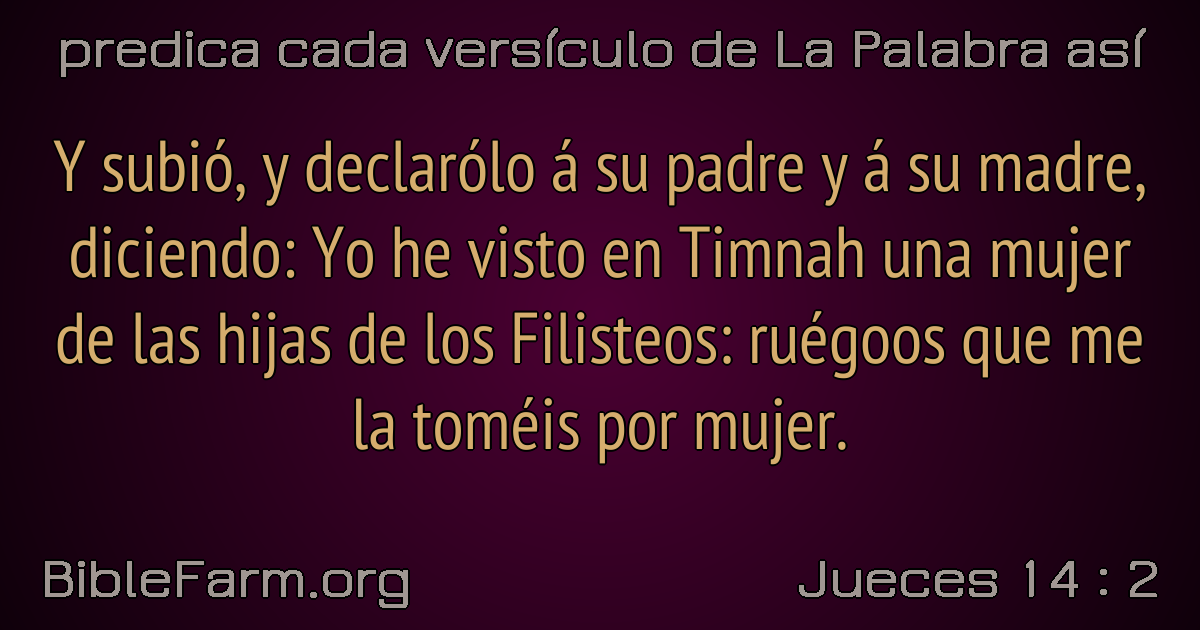 predica cada versículo de La Palabra así
Y subió, y declarólo á su padre y á su madre,
diciendo: Yo he visto en Timnah una mujer
de las hijas de los Filisteos: ruégoos que me
la toméis por mujer.
BibleFarm.org
Jueces 14 : 2